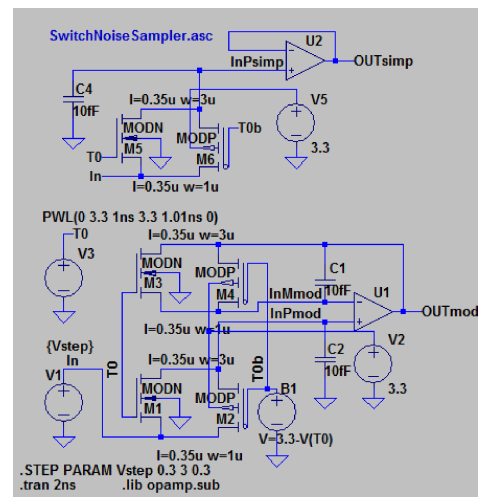 SwitchNoiseSampler.asc
U2
InPsimp
OUTsimp
C4
10fF
l=0.35u w=3u
V5
MODN
T0b
MODP
T0
M5
M6
3.3
In
l=0.35u w=1u
PWL(0 3.3 1ns 3.3 1.01ns 0)
T0
l=0.35u w=3u
V3
MODN
MODP
C1
10fF
U1
M3
M4
InMmod
InPmod
OUTmod
l=0.35u w=1u
{Vstep}
l=0.35u w=3u
In
T0
C2
10fF
V2
V1
MODN
MODP
T0b
B1
3.3
M1
M2
V=3.3-V(T0)
l=0.35u w=1u
.STEP PARAM Vstep 0.3 3 0.3
.tran 2ns
.lib opamp.sub